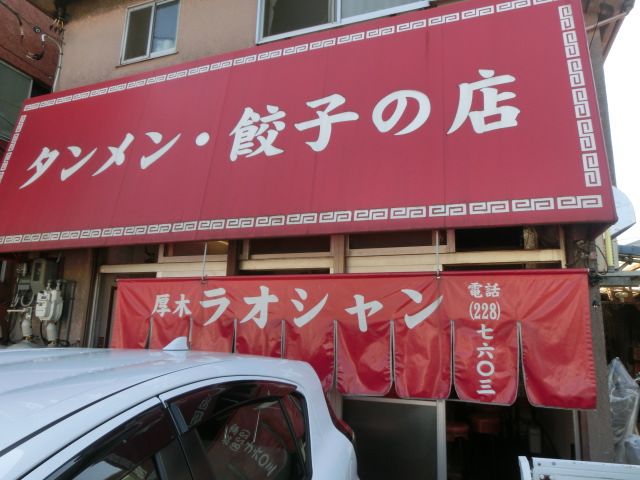 タンメン・餃子の店
厚木ラオシャン
電話
(228)
七六〇三